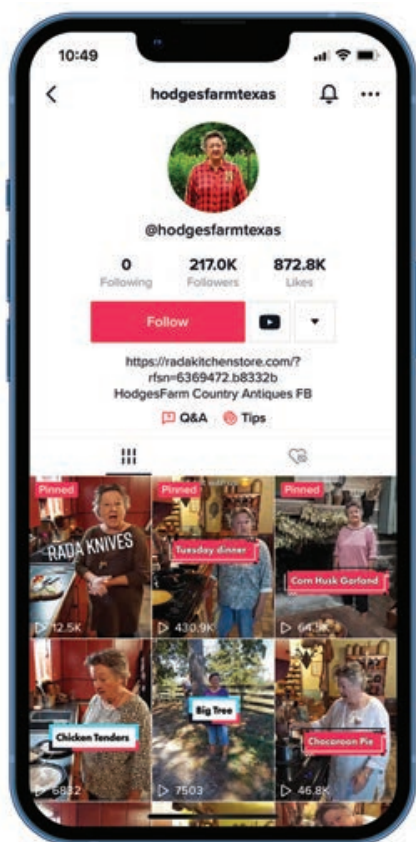 10:49
hodgesfarmtexas
@hodgesfarmtexas
0 217.0K 872.8K
Following Followers Likes
Follow
https://radakitchenstore.com/?
rfsn=6369472.b8332b
HodgesFarm Country Antiques FB
Q&A Tips
Pinned Pinned Pinned
RADA KNIVES
Tuesday dinner
Corn Husk Garland
12.5K 430.9K
Chicken Tenders
Big Tree
Chocaroon Pie
6832 7503 46.8K